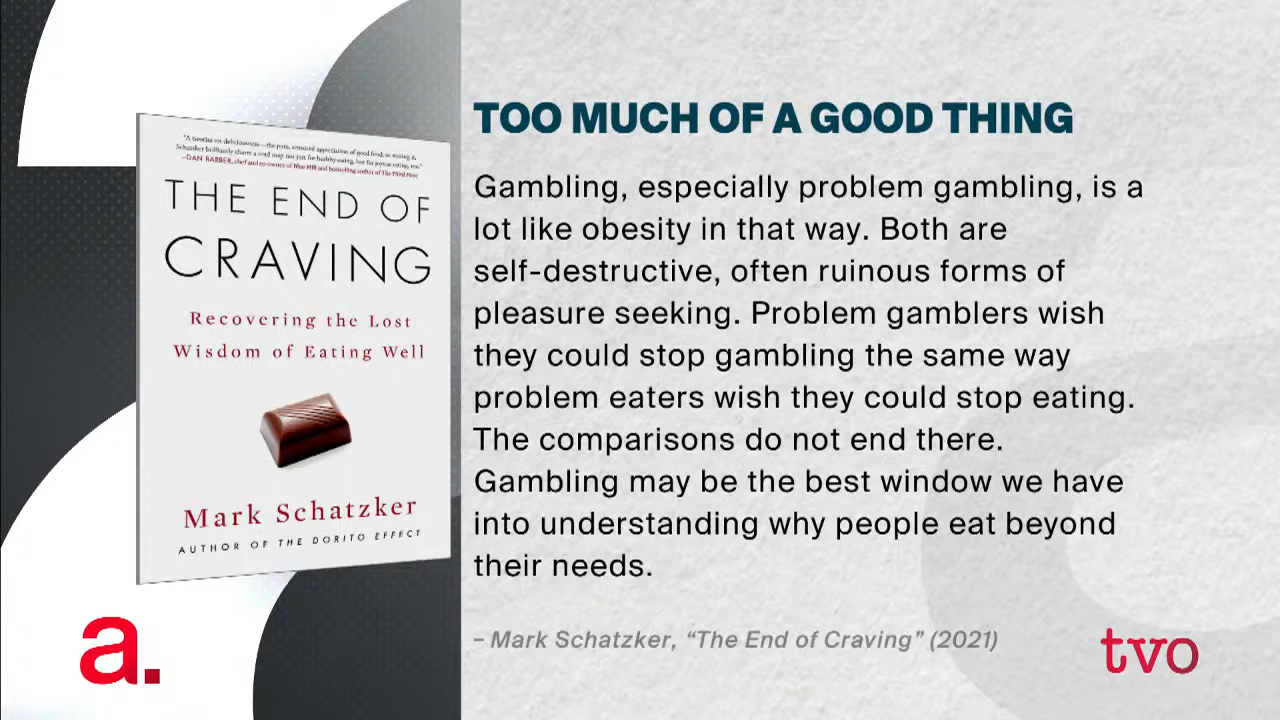 "A treatise on deliciousness—the pure, sensual appreciation of good food. In reading it,
Schatzker brilliantly charts a road map not just for healthy eating, but for joyous eating, too."
—DAN BARBER, chef and co-owner of Blue Hill and bestselling author of The Third Plate
THE END OF
CRAVING
Recovering the Lost
Wisdom of Eating Well
Mark Schatzker
AUTHOR OF THE DORITO EFFECT
a.
TOO MUCH OF A GOOD THING
Gambling, especially problem gambling, is a
lot like obesity in that way. Both are
self-destructive, often ruinous forms of
pleasure seeking. Problem gamblers wish
they could stop gambling the same way
problem eaters wish they could stop eating.
The comparisons do not end there.
Gambling may be the best window we have
into understanding why people eat beyond
their needs.
– Mark Schatzker, “The End of Craving” (2021)
tvo